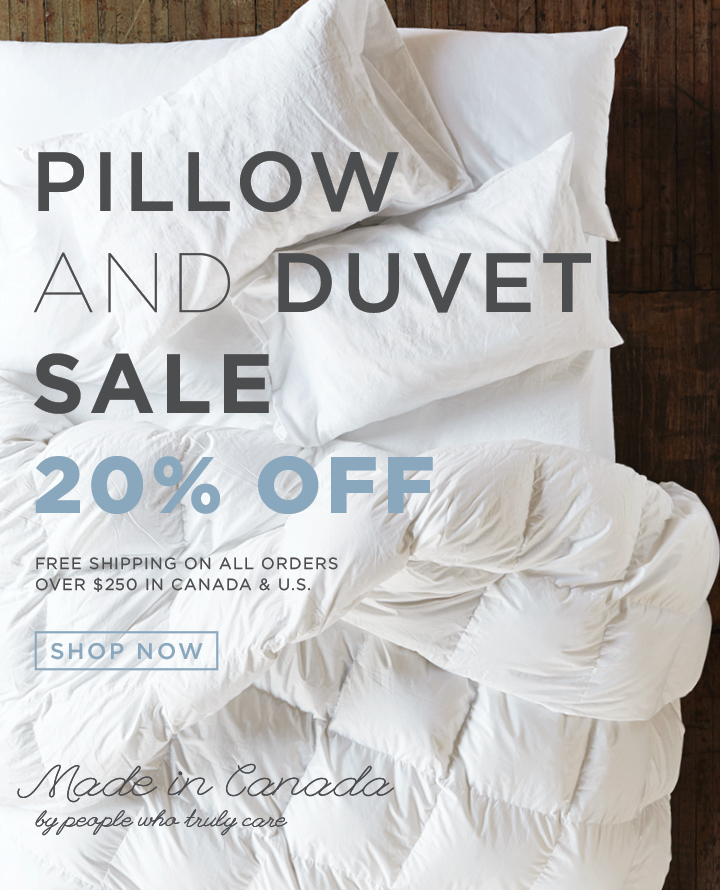 PILLOW
AND DUVET
SALE
20% OFF
FREE SHIPPING ON ALL ORDERS
OVER $250 IN CANADA & U.S.
SHOP NOW
Made in Canada
by people who truly care